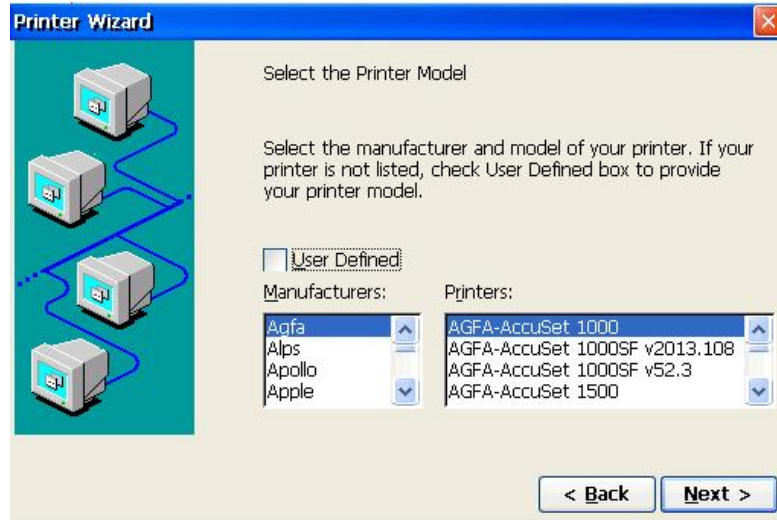 Printer Wizard
Select the Printer Model
Select the manufacturer and model of your printer. If your
printer is not listed, check User Defined box to provide
your printer model.
User Defined
Manufacturers:
Printers:
Agfa
Alps
Apollo
Apple
AGFA-AccuSet 1000
AGFA-AccuSet 1000SF v2013.108
AGFA-AccuSet 1000SF v52.3
AGFA-AccuSet 1500
< Back
Next >